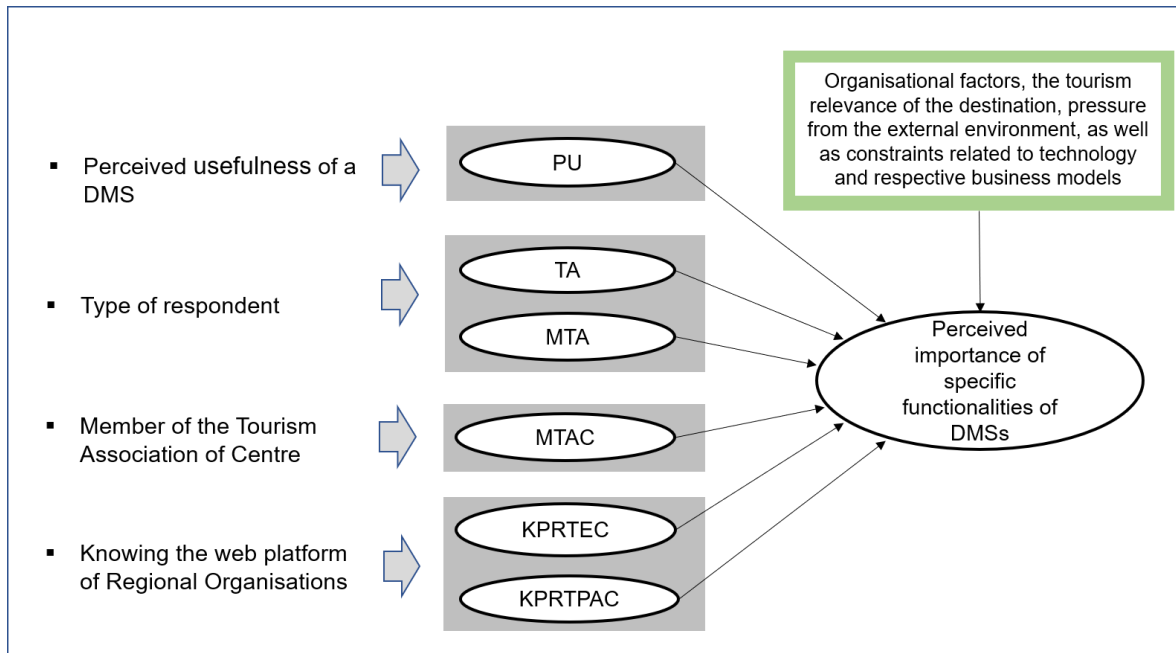 ▪ Perceived usefulness of a
DMS
PU
Organisational factors, the tourism
relevance of the destination, pressure
from the external environment, as well
as constraints related to technology
and respective business models
▪ Type of respondent
TA
MTA
Perceived
importance of
specific
functionalities of
DMSs
▪ Member of the Tourism
Association of Centre
MTAC
▪ Knowing the web platform
of Regional Organisations
KPRTEC
KPRTPAC